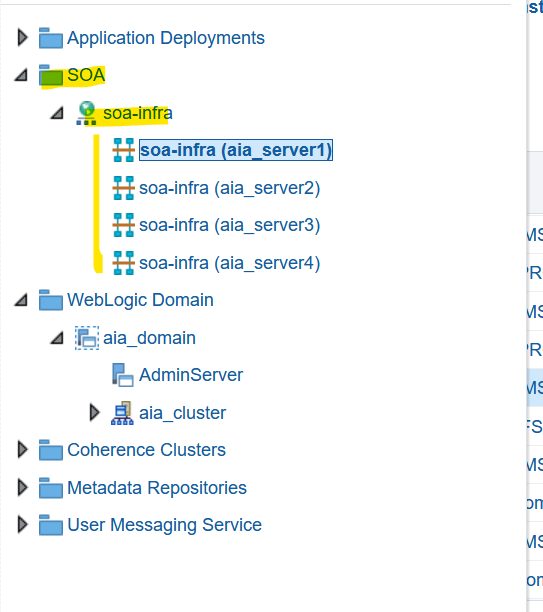 st
Application Deployments
SOA
soa-infra
soa-infra (aia_server1)
soa-infra (aia_server2)
soa-infra (aia_server3)
MS
soa-infra (aia_server4)
PR
WebLogic Domain
MS
aia_domain
PR
AdminServer
MS
aia_cluster
FS
Coherence Clusters
MS
Metadata Repositories
om
User Messaging Service
MS
om